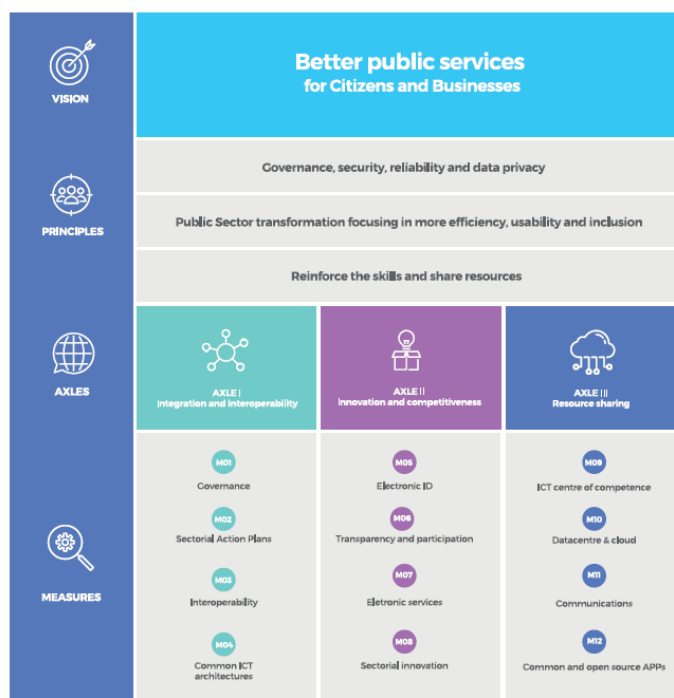 VISION
Better public services
for Citizens and Businesses
PRINCIPLES
Governance, security, reliability and data privacy
Public Sector transformation focusing in more efficiency, usability and inclusion
Reinforce the skills and share resources
AXLES
AXLE I
Integration and interoperability
AXLE II
Innovation and competitiveness
AXLE III
Resource sharing
MEASURES
M01
Governance
M02
Sectorial Action Plans
M03
Interoperability
M04
Common ICT
architectures
M05
Electronic ID
M06
Transparency and participation
M07
Eletronic services
M08
Sectorial innovation
M09
ICT centre of competence
M10
Datacentre & cloud
M11
Communications
M12
Common and open source APPs